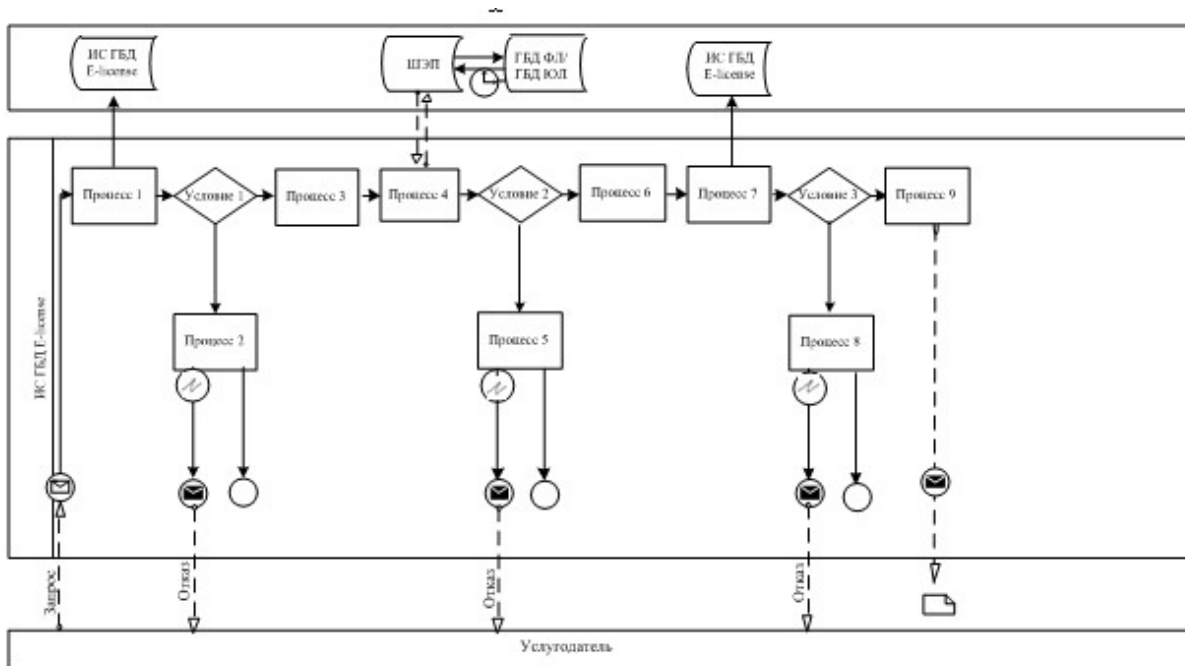 ИС ГБД
E-license
ШЭП
ГБД ФЛ/
ГБД ЮЛ
ИС ГБД
E-license
ИС ГБД E-license
Процесс 1
Условие 1
Процесс 3
Процесс 4
Условие 2
Процесс 6
Процесс 7
Условие 3
Процесс 9
Процесс 2
Процесс 5
Процесс 8
Запрос
Отказ
Отказ
Отказ
Услугодатель